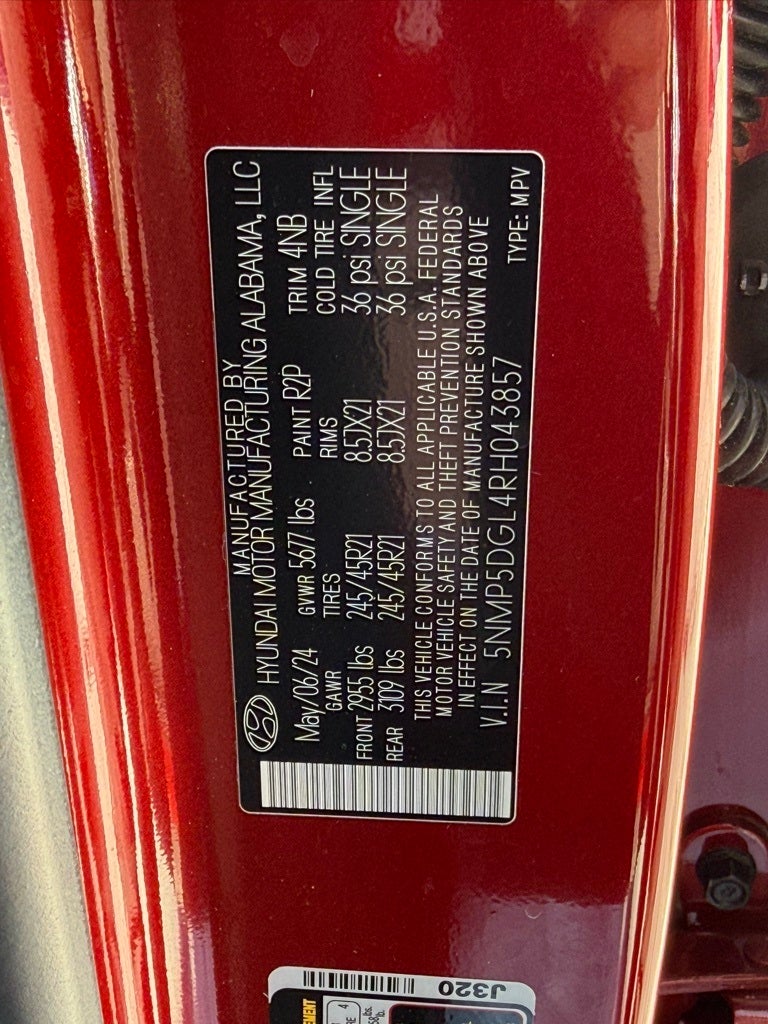 MANUFACTURED BY
HYUNDAI MOTOR MANUFACTURING ALABAMA, LLC
May/06/24 GVWR 5677 lbs PAINT R2P TRIM 4NB
GAWR TIRES RIMS COLD TIRE INFL
FRONT 2955 lbs 245/45R21 8.5JX21 36 psi SINGLE
REAR 3109 lbs 245/45R21 8.5JX21 36 psi SINGLE
THIS VEHICLE CONFORMS TO ALL APPLICABLE U.S.A. FEDERAL
MOTOR VEHICLE SAFETY AND THEFT PREVENTION STANDARDS
IN EFFECT ON THE DATE OF MANUFACTURE SHOWN ABOVE
V.I.N 5NMP5DGL4RH043857 TYPE: MPV
J320